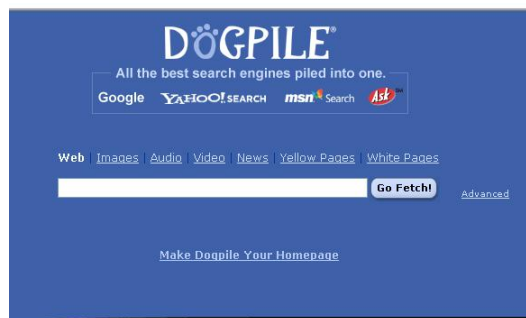 DOGPILE®
All the best search engines piled into one.
Google YAHOO! SEARCH msn Search Ask
Web | Images | Audio | Video | News | Yellow Pages | White Pages
Go Fetch!
Advanced
Make Dogpile Your Homepage